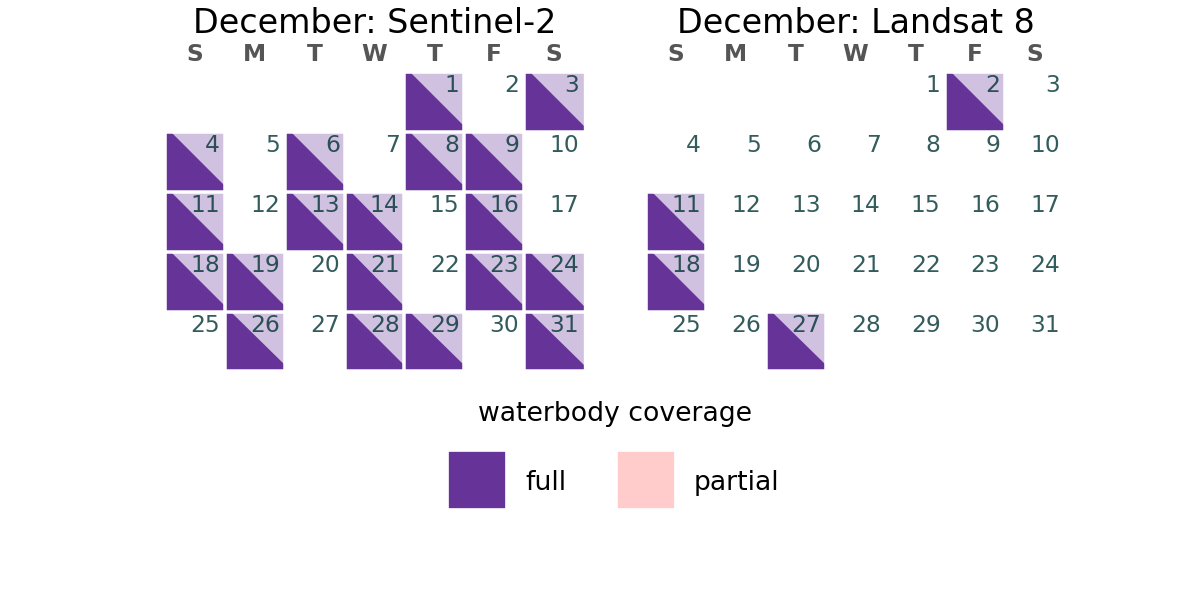 December: Sentinel-2
S M T W T F S
1 2 3
4 5 6 7 8 9 10
11 12 13 14 15 16 17
18 19 20 21 22 23 24
25 26 27 28 29 30 31
December: Landsat 8
S M T W T F S
1 2 3
4 5 6 7 8 9 10
11 12 13 14 15 16 17
18 19 20 21 22 23 24
25 26 27 28 29 30 31
waterbody coverage
full
partial